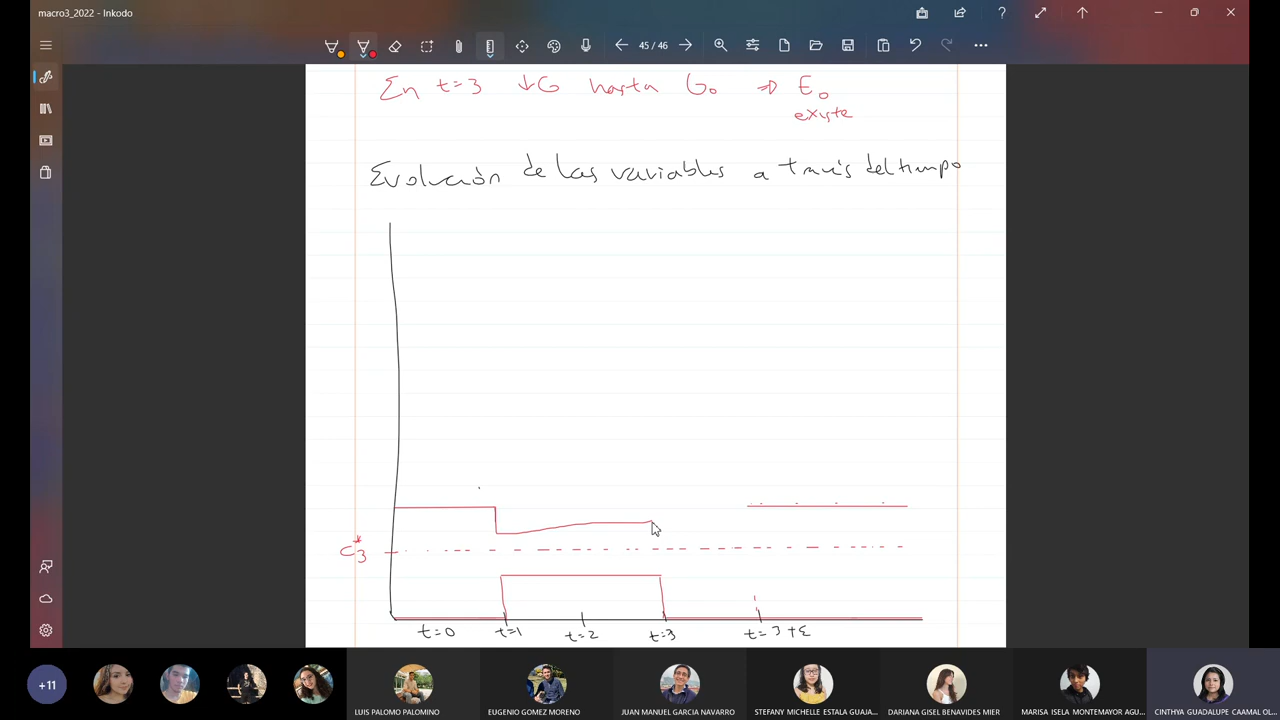 macro3_2022 - Inkodo
45 / 46
En t=3 ↓G hasta G₀ ⇒ E₀
existe
Evolución de las variables a través del tiempo
C₃*
t=0 t=1 t=2 t=3 t=3+ε
+11
LUIS PALOMO PALOMINO
EUGENIO GOMEZ MORENO
JUAN MANUEL GARCIA NAVARRO
STEFANY MICHELLE ESTALA GUAJA...
DARIANA GISEL BENAVIDES MIER
MARISA ISELA MONTEMAYOR AGU...
CINTHYA GUADALUPE CAAMAL OL...